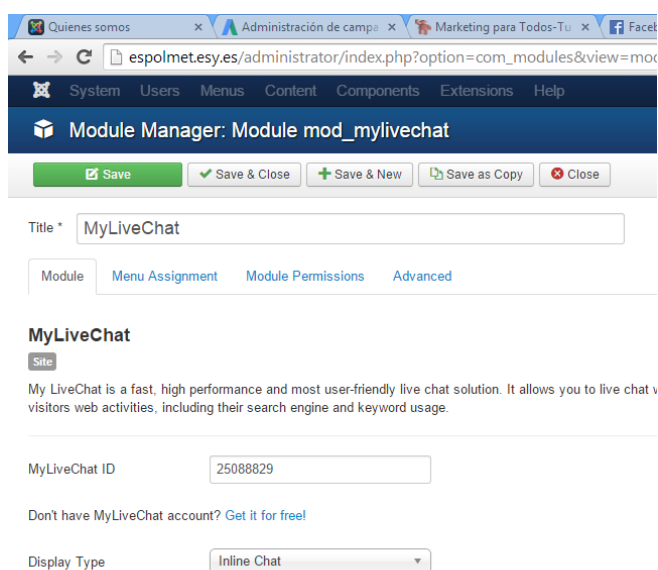 Quienes somos
Administración de campa
Marketing para Todos-Tu
Faceb
espolmet.esy.es/administrator/index.php?option=com_modules&view=mod
System Users Menus Content Components Extensions Help
Module Manager: Module mod_mylivechat
Save
Save & Close
Save & New
Save as Copy
Close
Title * MyLiveChat
Module Menu Assignment Module Permissions Advanced
MyLiveChat
Site
My LiveChat is a fast, high performance and most user-friendly live chat solution. It allows you to live chat
visitors web activities, including their search engine and keyword usage.
MyLiveChat ID 25088829
Don't have MyLiveChat account? Get it for free!
Display Type Inline Chat